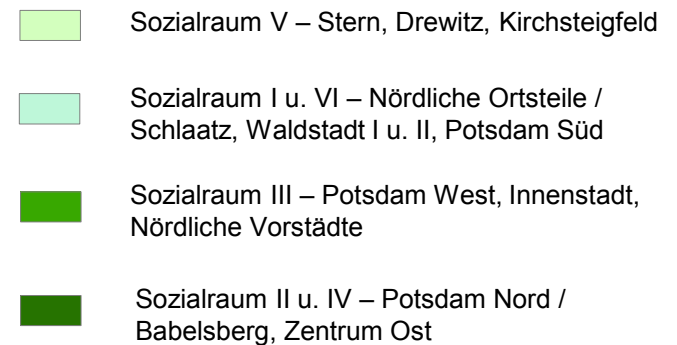 Sozialraum V – Stern, Drewitz, Kirchsteigfeld
Sozialraum I u. VI – Nördliche Ortsteile /
Schlaatz, Waldstadt I u. II, Potsdam Süd
Sozialraum III – Potsdam West, Innenstadt,
Nördliche Vorstädte
Sozialraum II u. IV – Potsdam Nord /
Babelsberg, Zentrum Ost